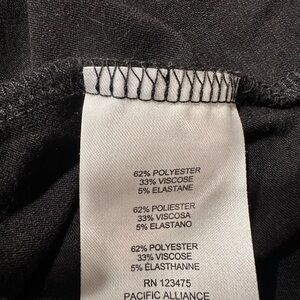 62% POLYESTER
33% VISCOSE
5% ELASTANE
62% POLIESTER
33% VISCOSA
5% ELASTANO
62% POLYESTER
33% VISCOSE
5% ÉLASTHANNE
RN 123475
PACIFIC ALLIANCE